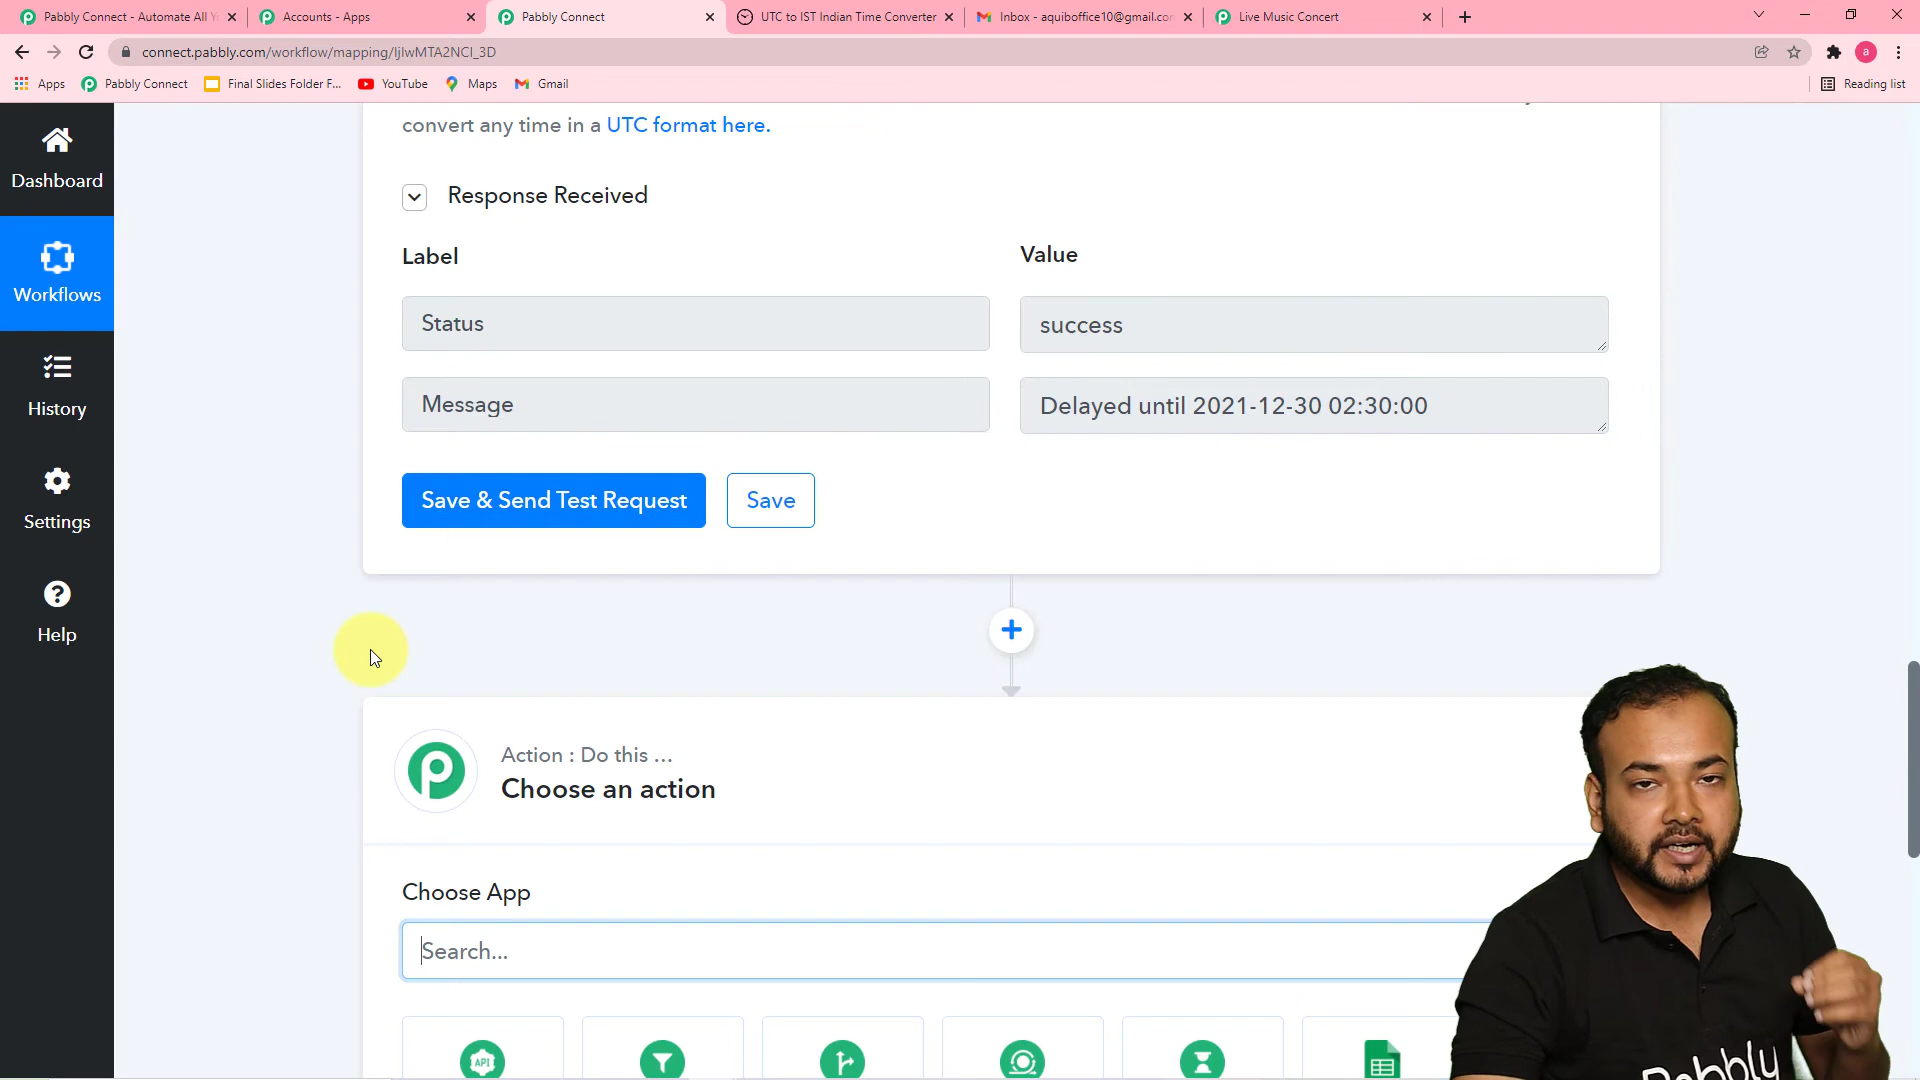 Pabbly Connect - Automate All Y
Accounts - Apps
Pabbly Connect
UTC to IST Indian Time Converter
Inbox - aquiboffice10@gmail.co
Live Music Concert
connect.pabbly.com/workflow/mapping/IjIwMTA2NCI_3D
a
Apps
Pabbly Connect
Final Slides Folder F...
YouTube
Maps
Gmail
Reading list
convert any time in a UTC format here.
Dashboard
Workflows
History
Settings
Help
Response Received
Label
Value
Status
success
Message
Delayed until 2021-12-30 02:30:00
Save & Send Test Request
Save
Action : Do this ...
Choose an action
Choose App
Search...
API
Pabbly